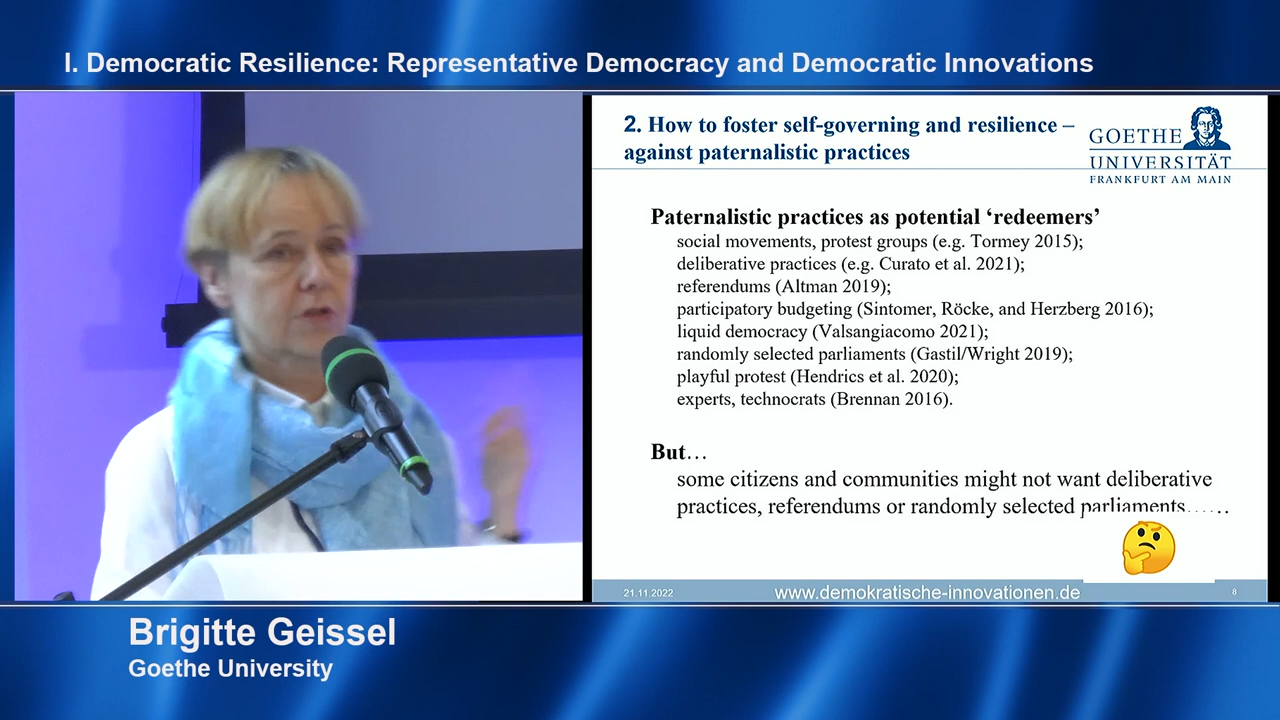 I. Democratic Resilience: Representative Democracy and Democratic Innovations
2. How to foster self-governing and resilience –
against paternalistic practices
GOETHE
UNIVERSITÄT
FRANKFURT AM MAIN
Paternalistic practices as potential ‘redeemers’
social movements, protest groups (e.g. Tormey 2015);
deliberative practices (e.g. Curato et al. 2021);
referendums (Altman 2019);
participatory budgeting (Sintomer, Röcke, and Herzberg 2016);
liquid democracy (Valsangiacomo 2021);
randomly selected parliaments (Gastil/Wright 2019);
playful protest (Hendrics et al. 2020);
experts, technocrats (Brennan 2016).
But…
some citizens and communities might not want deliberative
practices, referendums or randomly selected parliaments……
21.11.2022
www.demokratische-innovationen.de
8
Brigitte Geissel
Goethe University